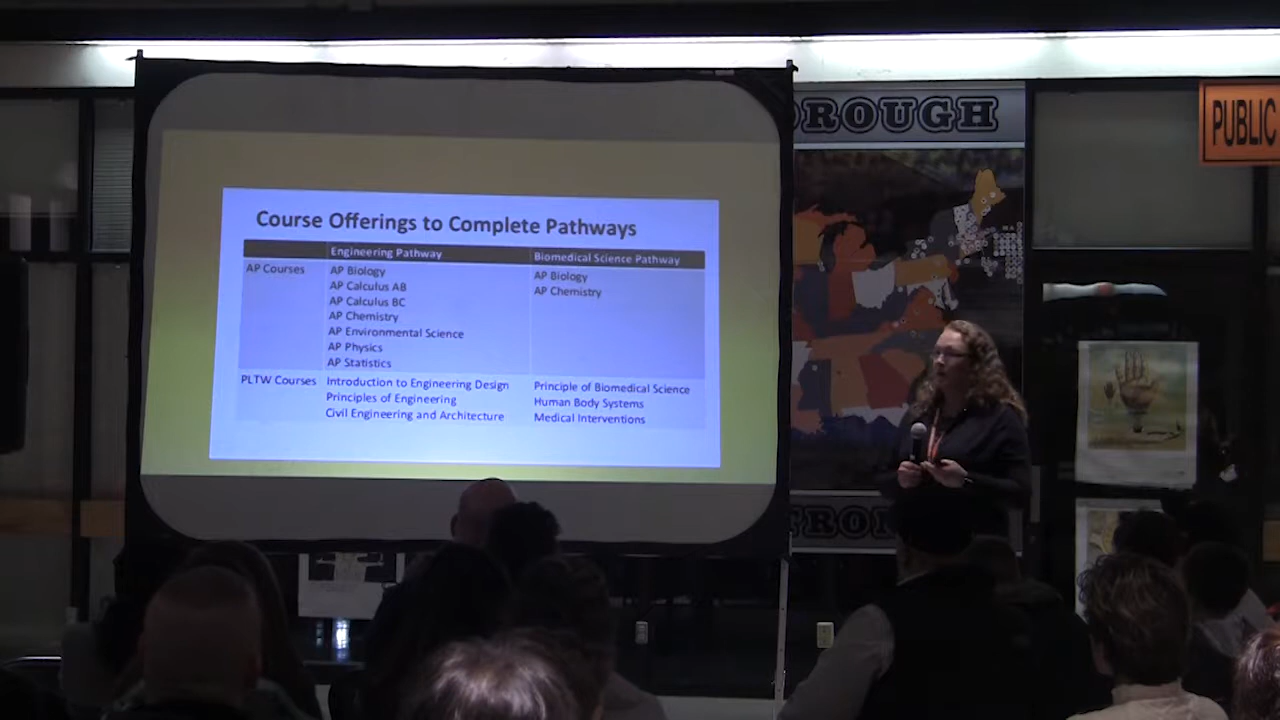 OROUGH
PUBLIC
Course Offerings to Complete Pathways
Engineering Pathway Biomedical Science Pathway
AP Courses AP Biology AP Biology
AP Calculus AB AP Chemistry
AP Calculus BC
AP Chemistry
AP Environmental Science
AP Physics
AP Statistics
PLTW Courses Introduction to Engineering Design Principle of Biomedical Science
Principles of Engineering Human Body Systems
Civil Engineering and Architecture Medical Interventions
TRON